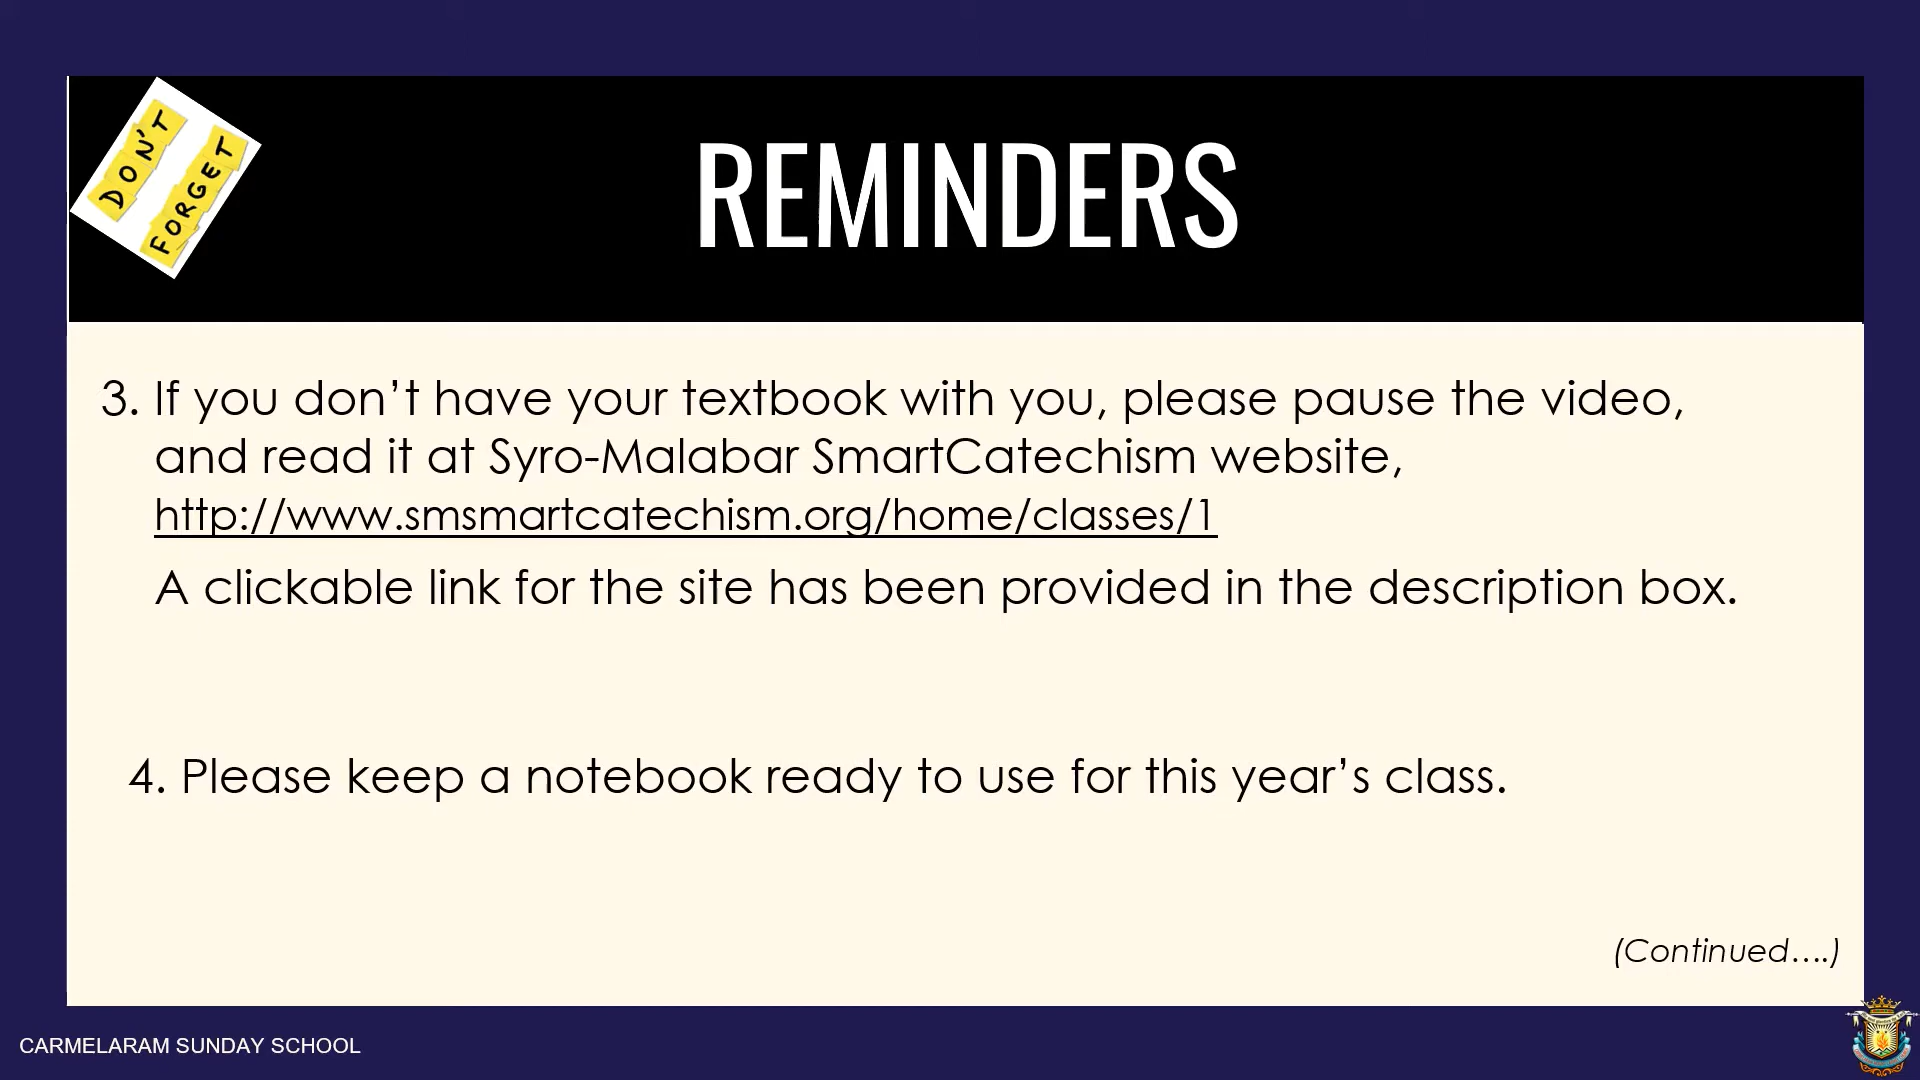 DON'T
FORGET
REMINDERS
3. If you don’t have your textbook with you, please pause the video,
and read it at Syro-Malabar SmartCatechism website,
http://www.smsmartcatechism.org/home/classes/1
A clickable link for the site has been provided in the description box.
4. Please keep a notebook ready to use for this year’s class.
(Continued….)
CARMELARAM SUNDAY SCHOOL